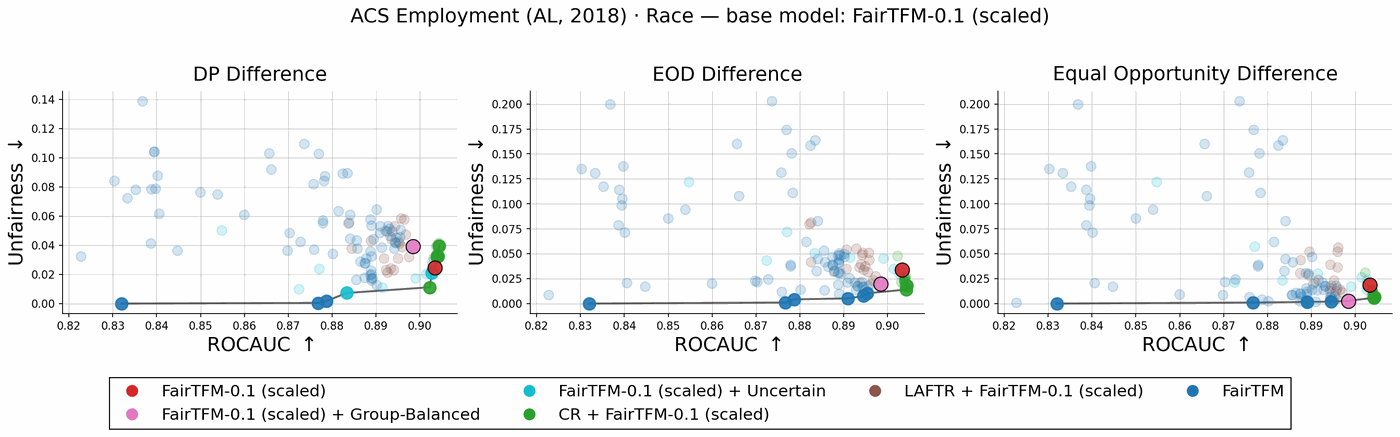 ACS Employment (AL, 2018) · Race — base model: FairTFM-0.1 (scaled)
DP Difference
EOD Difference
Equal Opportunity Difference
Unfairness ↓
0.14
0.12
0.10
0.08
0.06
0.04
0.02
0.00
0.82 0.83 0.84 0.85 0.86 0.87 0.88 0.89 0.90
ROCAUC ↑
Unfairness ↓
0.200
0.175
0.150
0.125
0.100
0.075
0.050
0.025
0.000
0.82 0.83 0.84 0.85 0.86 0.87 0.88 0.89 0.90
ROCAUC ↑
Unfairness ↓
0.200
0.175
0.150
0.125
0.100
0.075
0.050
0.025
0.000
0.82 0.83 0.84 0.85 0.86 0.87 0.88 0.89 0.90
ROCAUC ↑
FairTFM-0.1 (scaled)
FairTFM-0.1 (scaled) + Group-Balanced
FairTFM-0.1 (scaled) + Uncertain
CR + FairTFM-0.1 (scaled)
LAFTR + FairTFM-0.1 (scaled)
FairTFM